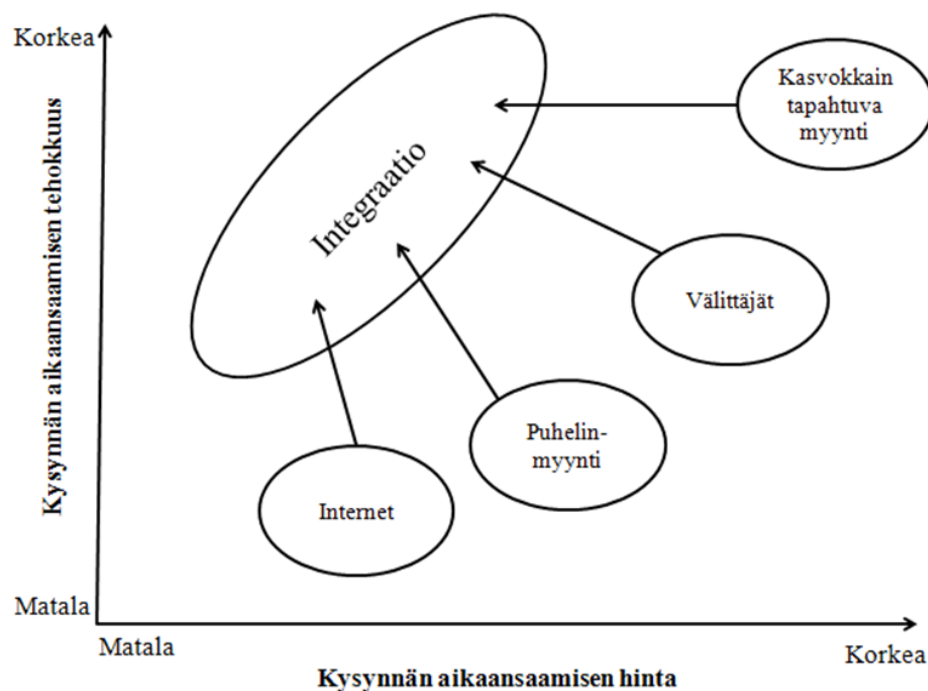 Korkea
Kysynnän aikaansaamisen tehokkuus
Kasvokkain
tapahtuva
myynti
Integraatio
Välittäjät
Puhelin-
myynti
Internet
Matala
Matala
Korkea
Kysynnän aikaansaamisen hinta